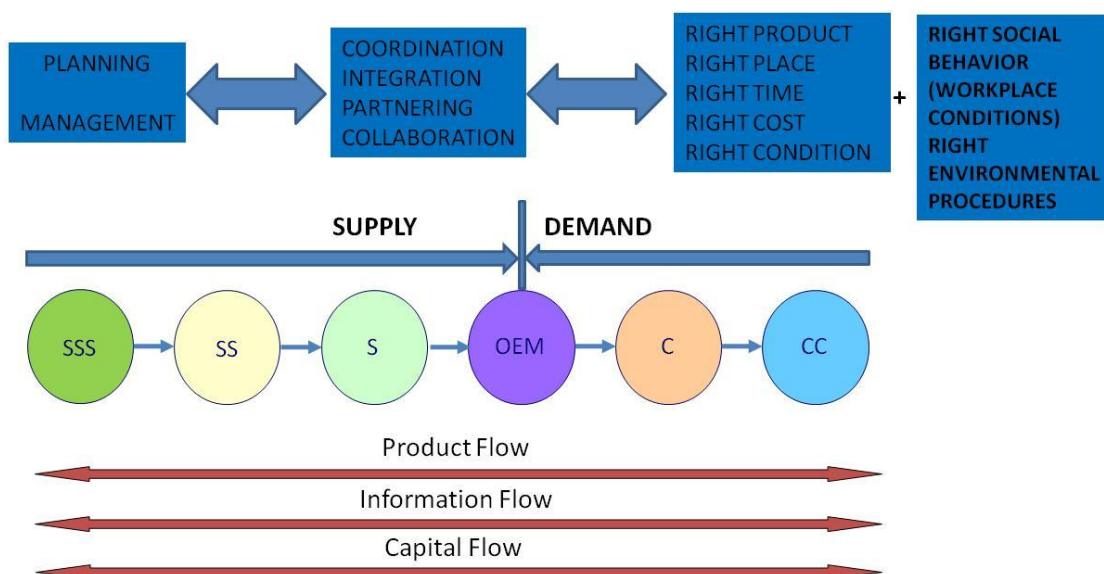 PLANNING
MANAGEMENT
COORDINATION
INTEGRATION
PARTNERING
COLLABORATION
RIGHT PRODUCT
RIGHT PLACE
RIGHT TIME
RIGHT COST
RIGHT CONDITION
+
RIGHT SOCIAL
BEHAVIOR
(WORKPLACE
CONDITIONS)
RIGHT
ENVIRONMENTAL
PROCEDURES
SUPPLY
DEMAND
SSS
SS
S
OEM
C
CC
Product Flow
Information Flow
Capital Flow